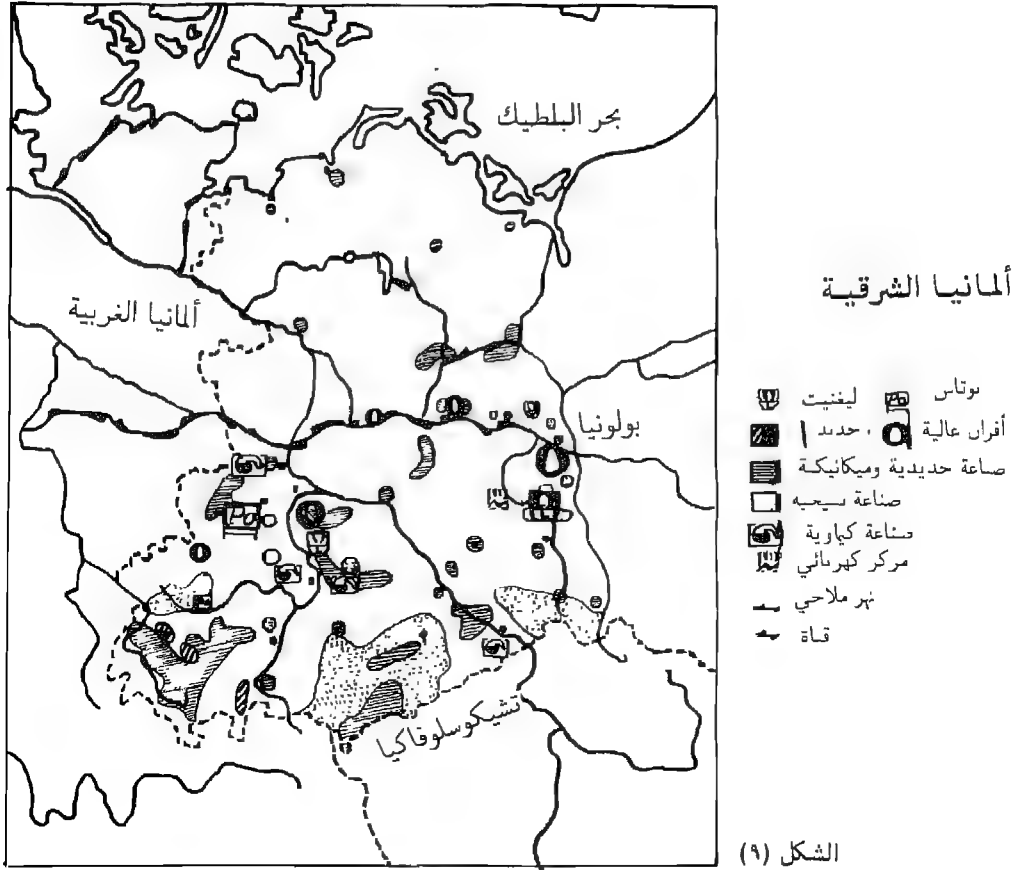 بحر البلطيك
ألمانيا الغربية
بولونيا
تشيكوسلوفاكيا
ألمانيا الشرقية
ليغنيت
بوتاس
حديد
أفران عالية
صناعة حديدية وميكانيكية
صناعة نسيجية
صناعة كيماوية
مركز كهربائي
نهر ملاحي
قناة
الشكل (٩)